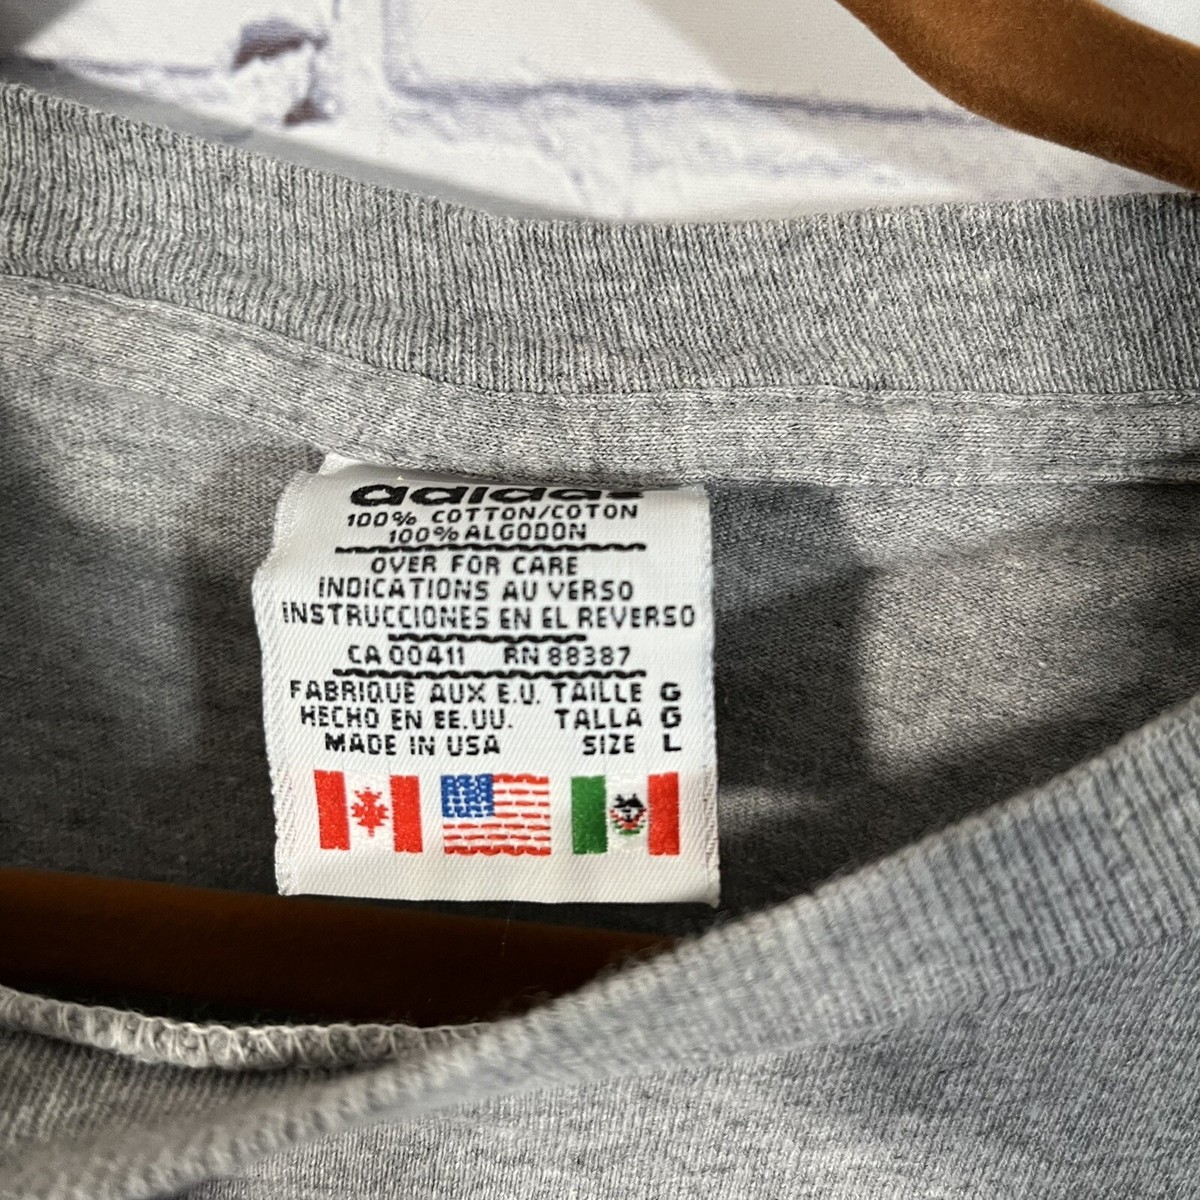 adidas
100% COTTON/COTON
100% ALGODON
OVER FOR CARE
INDICATIONS AU VERSO
INSTRUCCIONES EN EL REVERSO
CA 00411 RN 88387
FABRIQUE AUX E.U. TAILLE G
HECHO EN EE.UU. TALLA G
MADE IN USA SIZE L